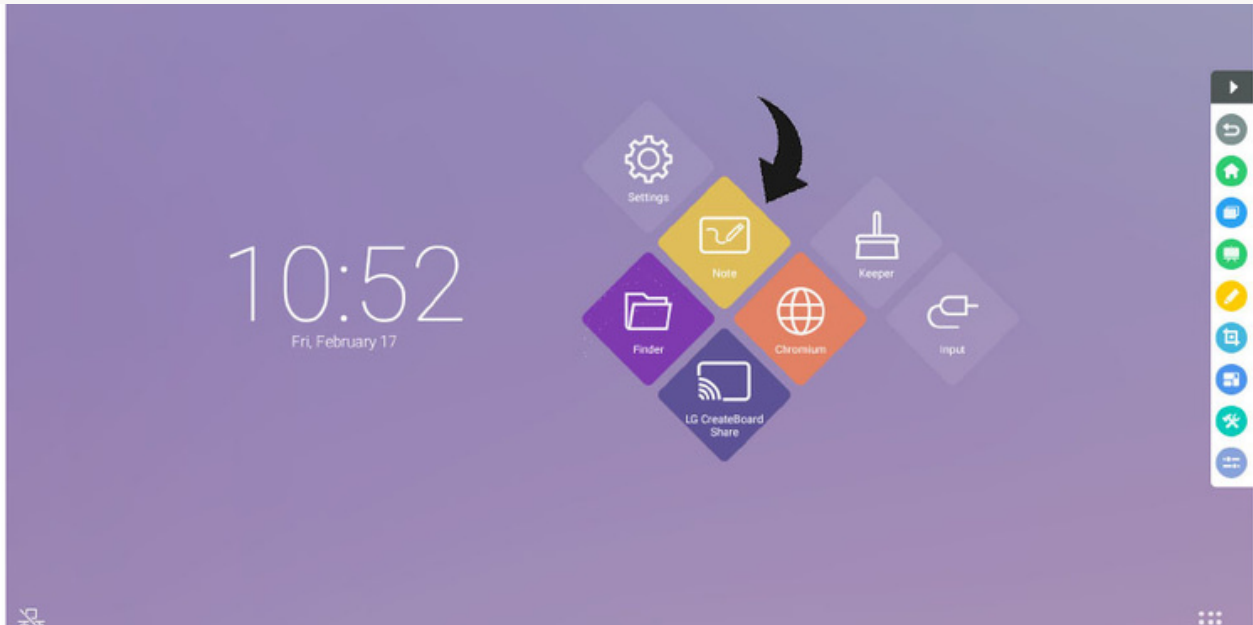 10:52
Fri, February 17
Settings
Note
Keeper
Finder
Chromium
Input
LG CreateBoard
Share